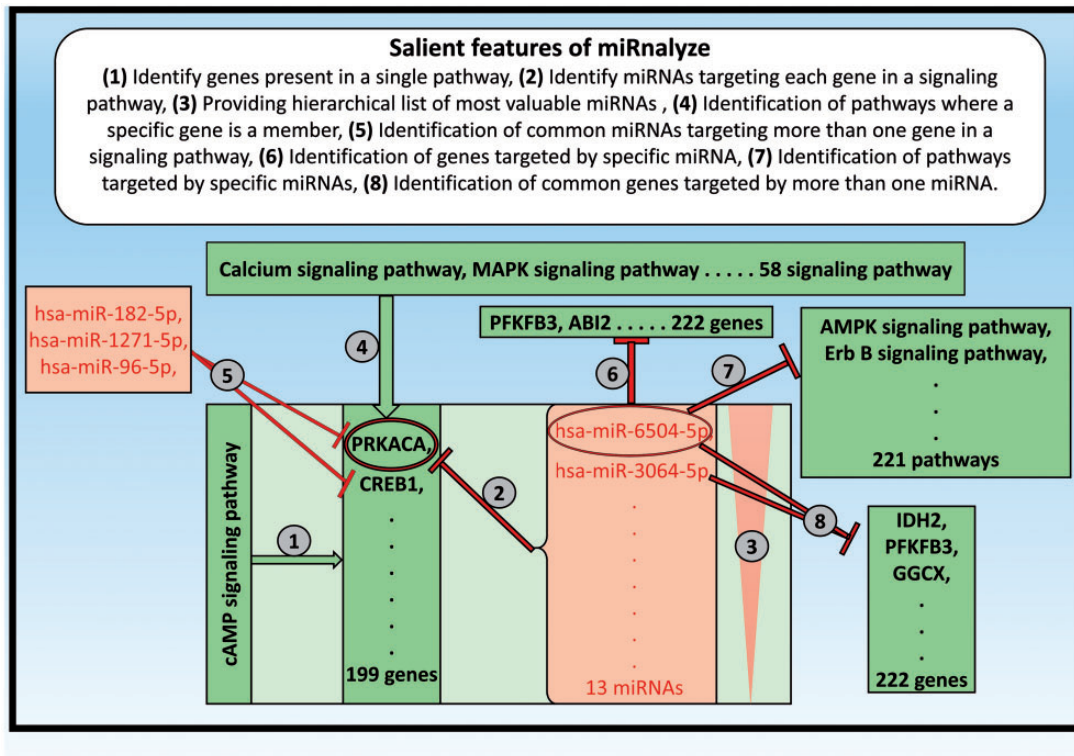 Salient features of miRnalyze
(1) Identify genes present in a single pathway, (2) Identify miRNAs targeting each gene in a signaling
pathway, (3) Providing hierarchical list of most valuable miRNAs , (4) Identification of pathways where a
specific gene is a member, (5) Identification of common miRNAs targeting more than one gene in a
signaling pathway, (6) Identification of genes targeted by specific miRNA, (7) Identification of pathways
targeted by specific miRNAs, (8) Identification of common genes targeted by more than one miRNA.
Calcium signaling pathway, MAPK signaling pathway . . . . . 58 signaling pathway
hsa-miR-182-5p,
hsa-miR-1271-5p,
hsa-miR-96-5p,
5
4
PFKFB3, ABI2 . . . . . 222 genes
6
7
AMPK signaling pathway,
Erb B signaling pathway,
.
.
.
221 pathways
cAMP signaling pathway
1
PRKACA,
CREB1,
.
.
.
.
.
.
.
199 genes
2
hsa-miR-6504-5p,
hsa-miR-3064-5p
.
.
.
.
.
.
.
13 miRNAs
3
8
IDH2,
PFKFB3,
GGCX,
.
.
.
222 genes